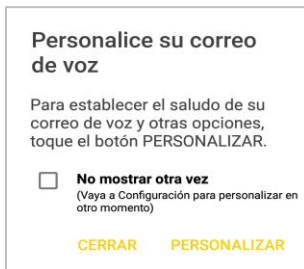 Personalice su correo
de voz
Para establecer el saludo de su
correo de voz y otras opciones,
toque el botón PERSONALIZAR.
No mostrar otra vez
(Vaya a Configuración para personalizar en
otro momento)
CERRAR PERSONALIZAR